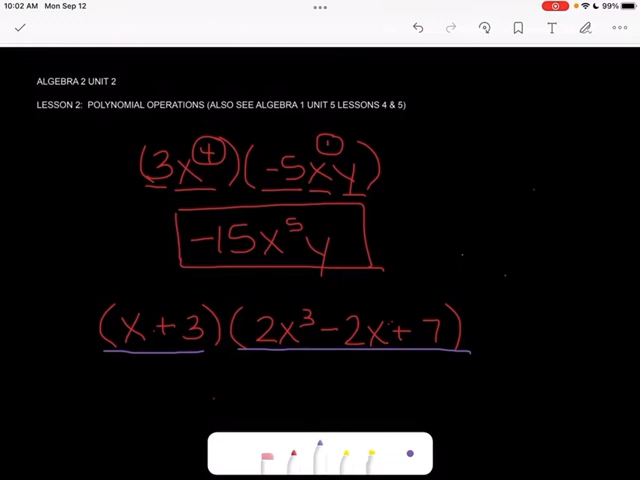 10:02 AM Mon Sep 12
99%
ALGEBRA 2 UNIT 2
LESSON 2: POLYNOMIAL OPERATIONS (ALSO SEE ALGEBRA 1 UNIT 5 LESSONS 4 & 5)
(3x⁴)(-5x¹y)
-15x⁵y
(x + 3)(2x³ - 2x + 7)